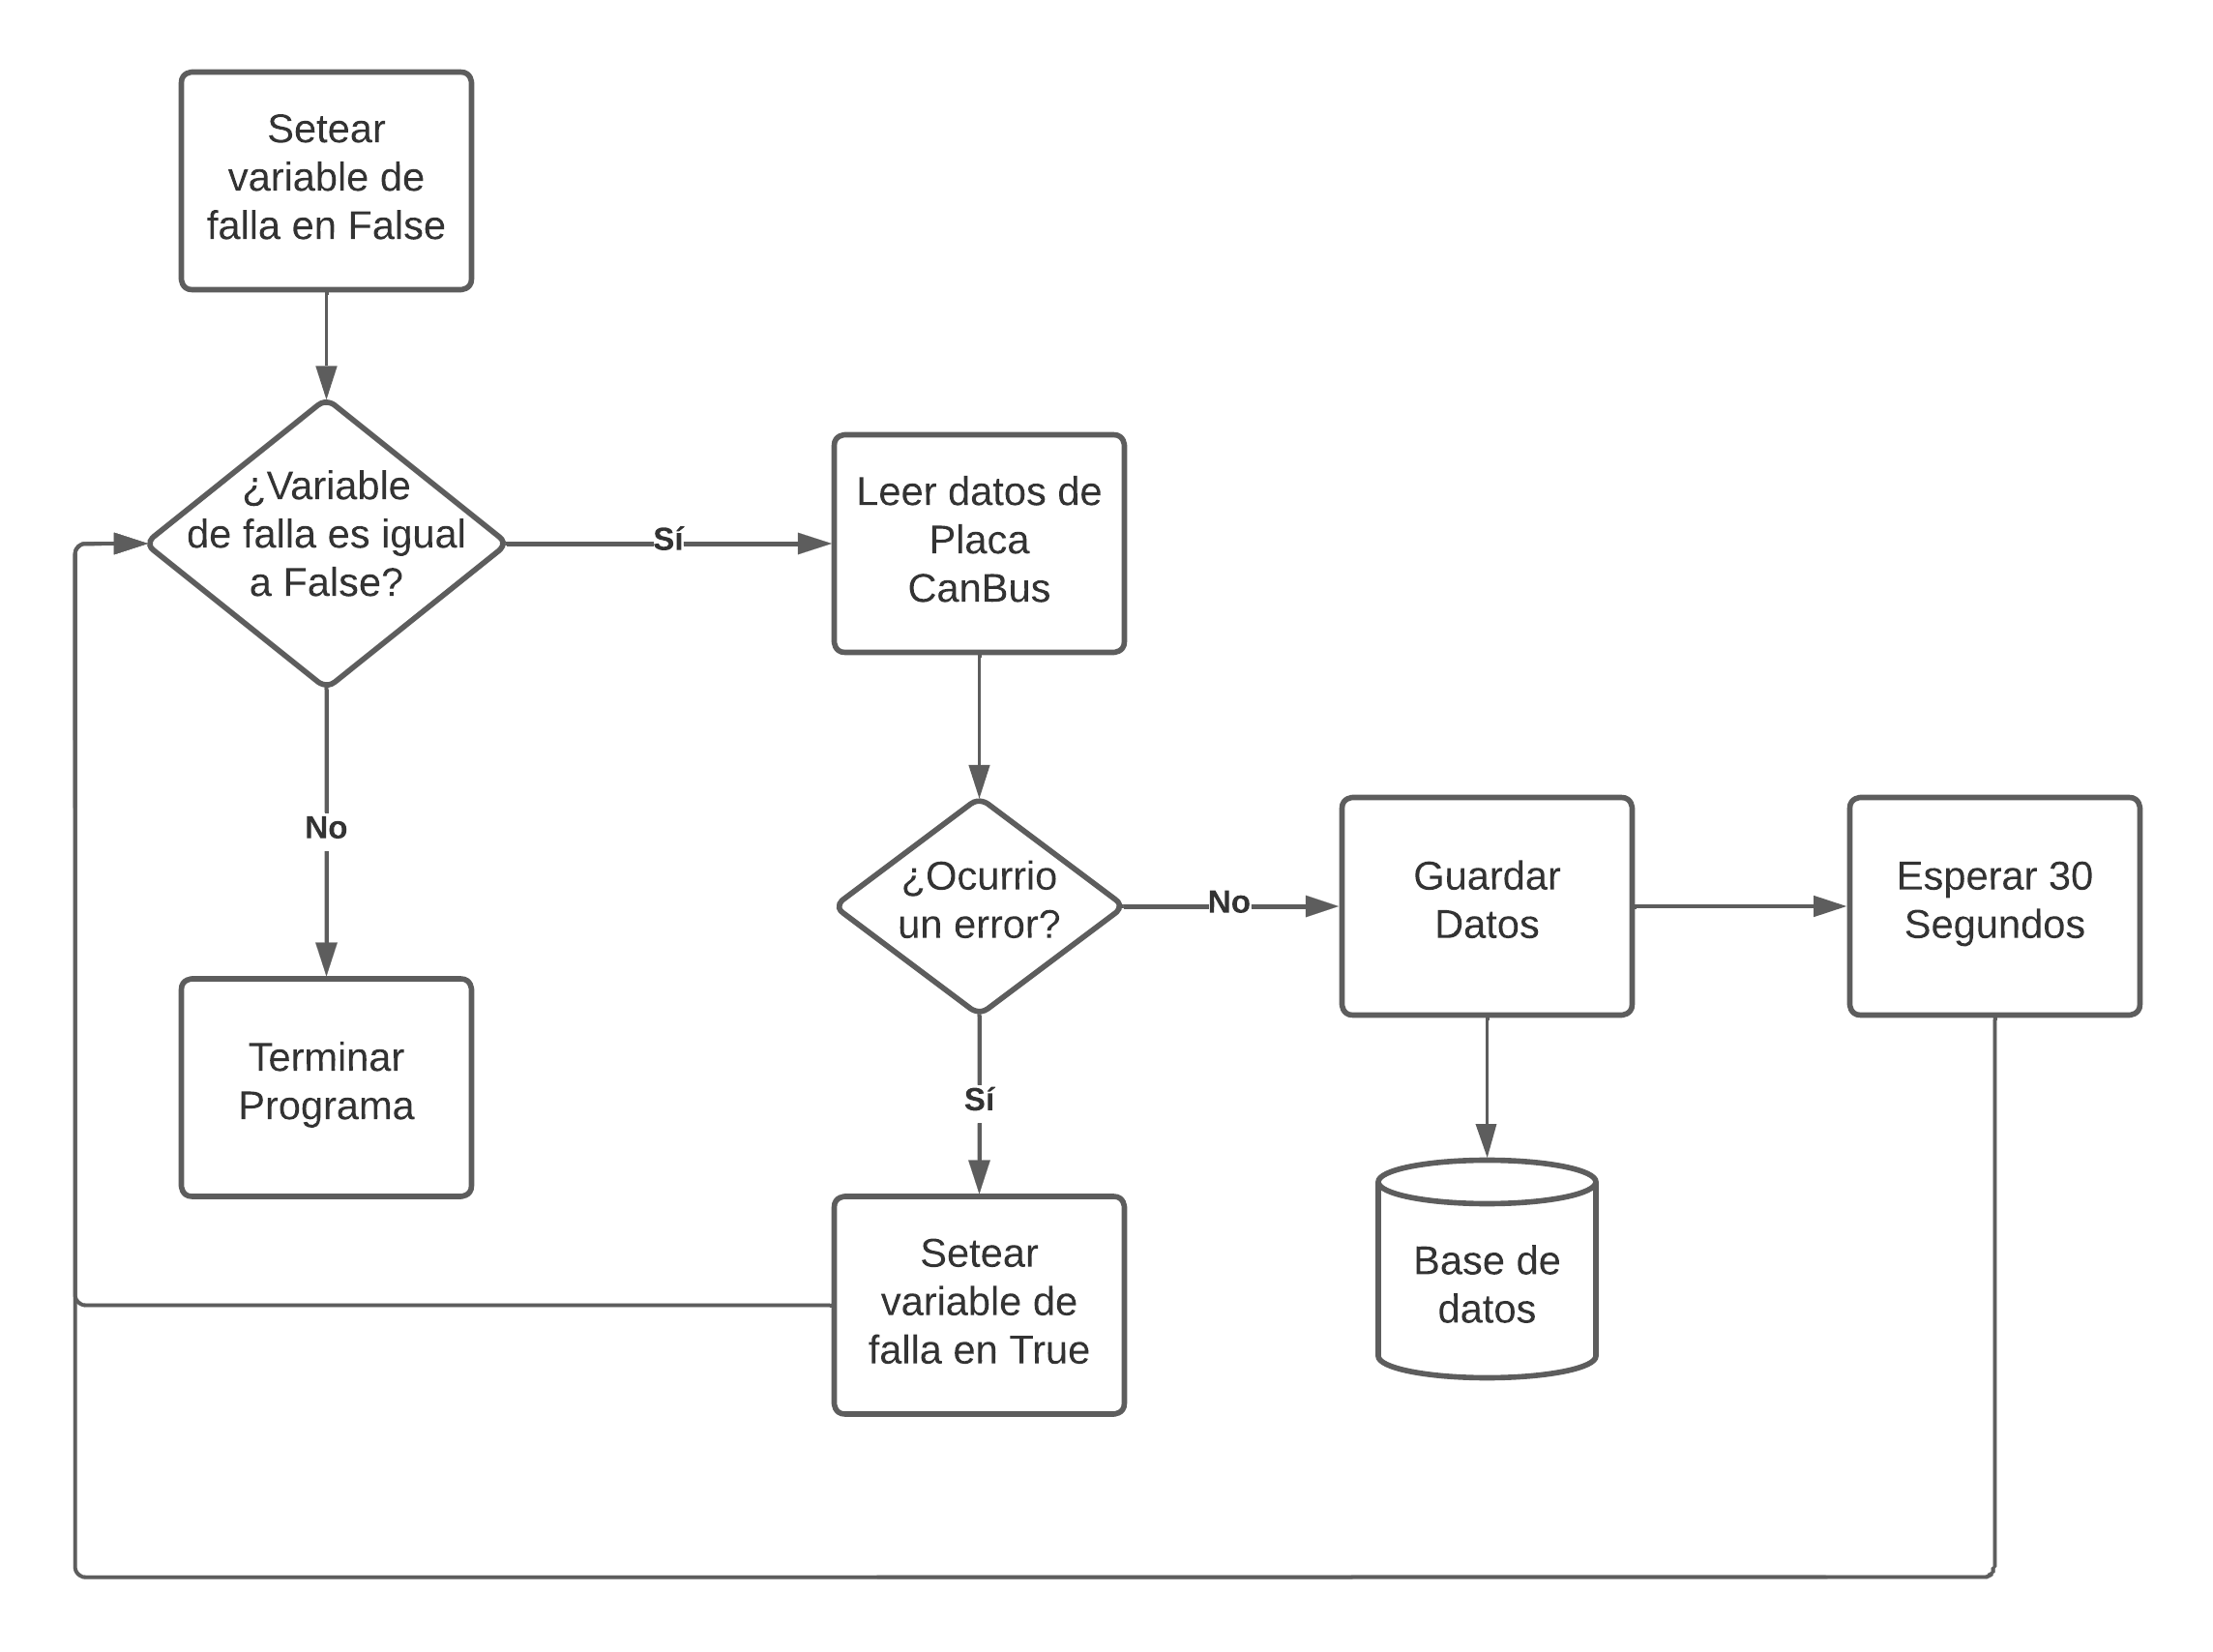 Setear
variable de
falla en False
¿Variable
de falla es igual
a False?
Sí
Leer datos de
Placa
CanBus
No
¿Ocurrio
un error?
No
Guardar
Datos
Esperar 30
Segundos
Terminar
Programa
Sí
Setear
variable de
falla en True
Base de
datos